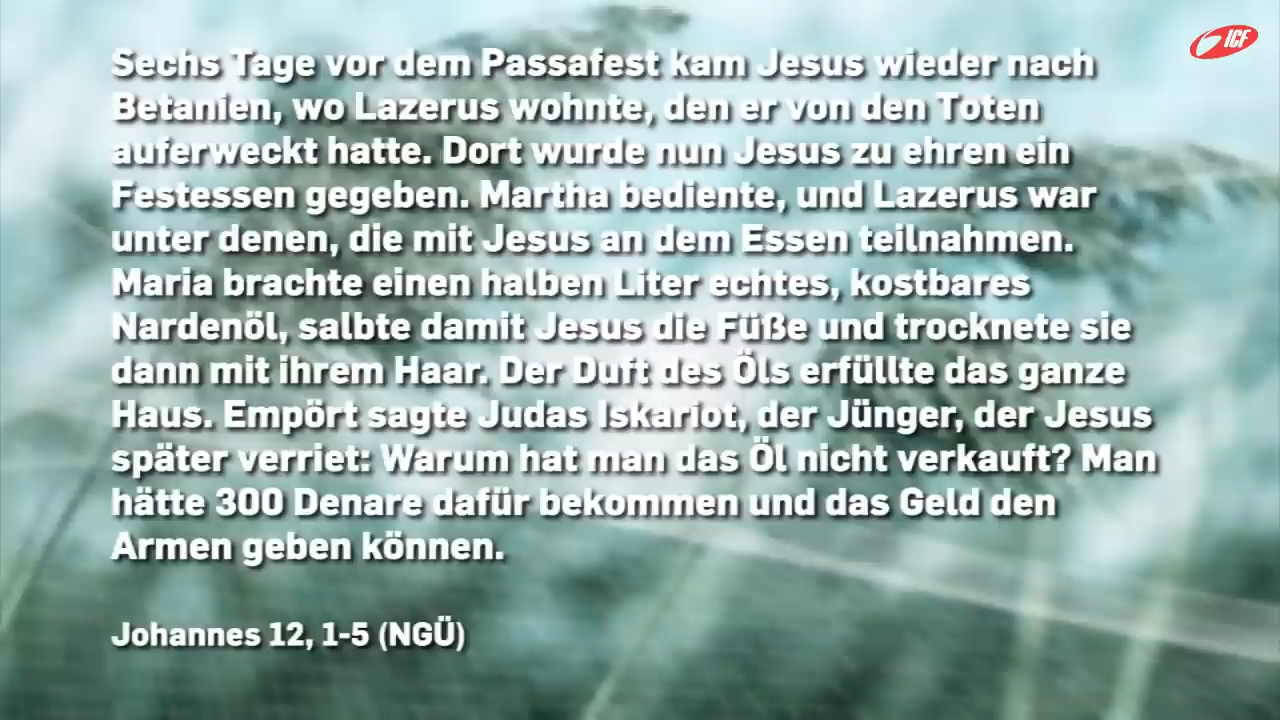 ICF
Sechs Tage vor dem Passafest kam Jesus wieder nach
Betanien, wo Lazerus wohnte, den er von den Toten
auferweckt hatte. Dort wurde nun Jesus zu ehren ein
Festessen gegeben. Martha bediente, und Lazerus war
unter denen, die mit Jesus an dem Essen teilnahmen.
Maria brachte einen halben Liter echtes, kostbares
Nardenöl, salbte damit Jesus die Füße und trocknete sie
dann mit ihrem Haar. Der Duft des Öls erfüllte das ganze
Haus. Empört sagte Judas Iskariot, der Jünger, der Jesus
später verriet: Warum hat man das Öl nicht verkauft? Man
hätte 300 Denare dafür bekommen und das Geld den
Armen geben können.
Johannes 12, 1-5 (NGÜ)